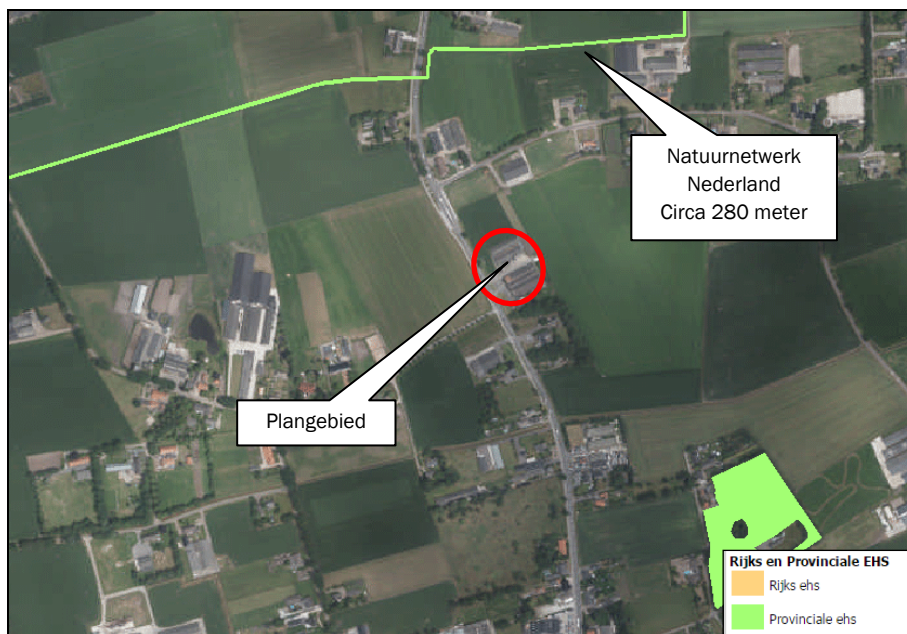 Natuurnetwerk
Nederland
Circa 280 meter
Plangebied
Rijks en Provinciale EHS
Rijks ehs
Provinciale ehs